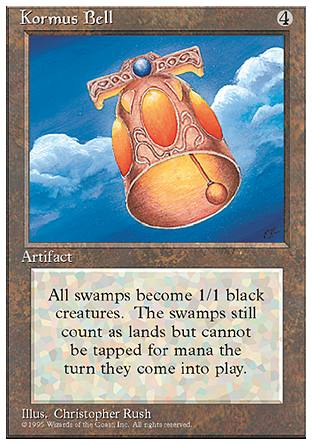 Kormus Bell 4
Artifact
All swamps become 1/1 black
creatures. The swamps still
count as lands but cannot
be tapped for mana the
turn they come into play.
Illus. Christopher Rush
©1995 Wizards of the Coast, Inc. All rights reserved.